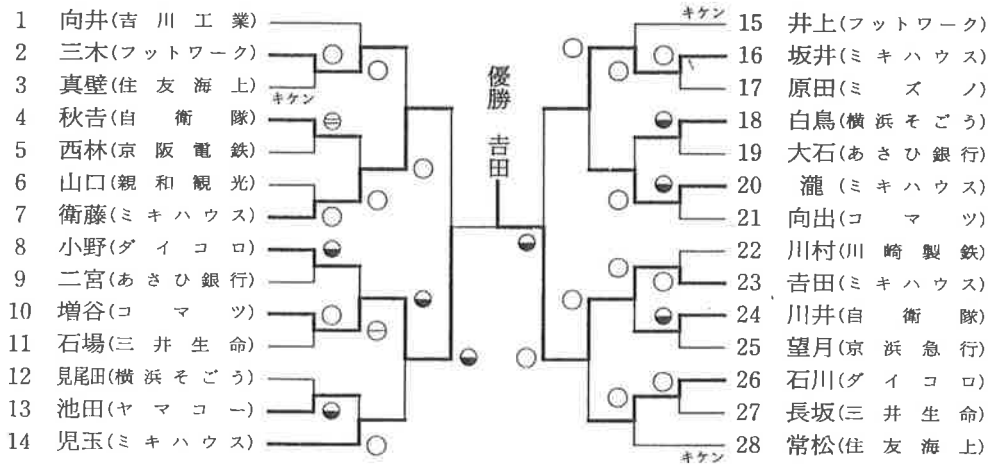 1 向井(吉川工業)
2 三木(フットワーク)
3 真壁(住友海上)
キケン
4 秋吉(自衛隊)
5 西林(京阪電鉄)
6 山口(親和観光)
7 衛藤(ミキハウス)
8 小野(ダイコロ)
9 二宮(あさひ銀行)
10 増谷(コマツ)
11 石場(三井生命)
12 見尾田(横浜そごう)
13 池田(ヤマコー)
14 児玉(ミキハウス)
優勝 吉田
キケン
15 井上(フットワーク)
16 坂井(ミキハウス)
17 原田(ミズノ)
18 白鳥(横浜そごう)
19 大石(あさひ銀行)
20 瀧(ミキハウス)
21 向出(コマツ)
22 川村(川崎製鉄)
23 吉田(ミキハウス)
24 川井(自衛隊)
25 望月(京浜急行)
26 石川(ダイコロ)
27 長坂(三井生命)
キケン
28 常松(住友海上)